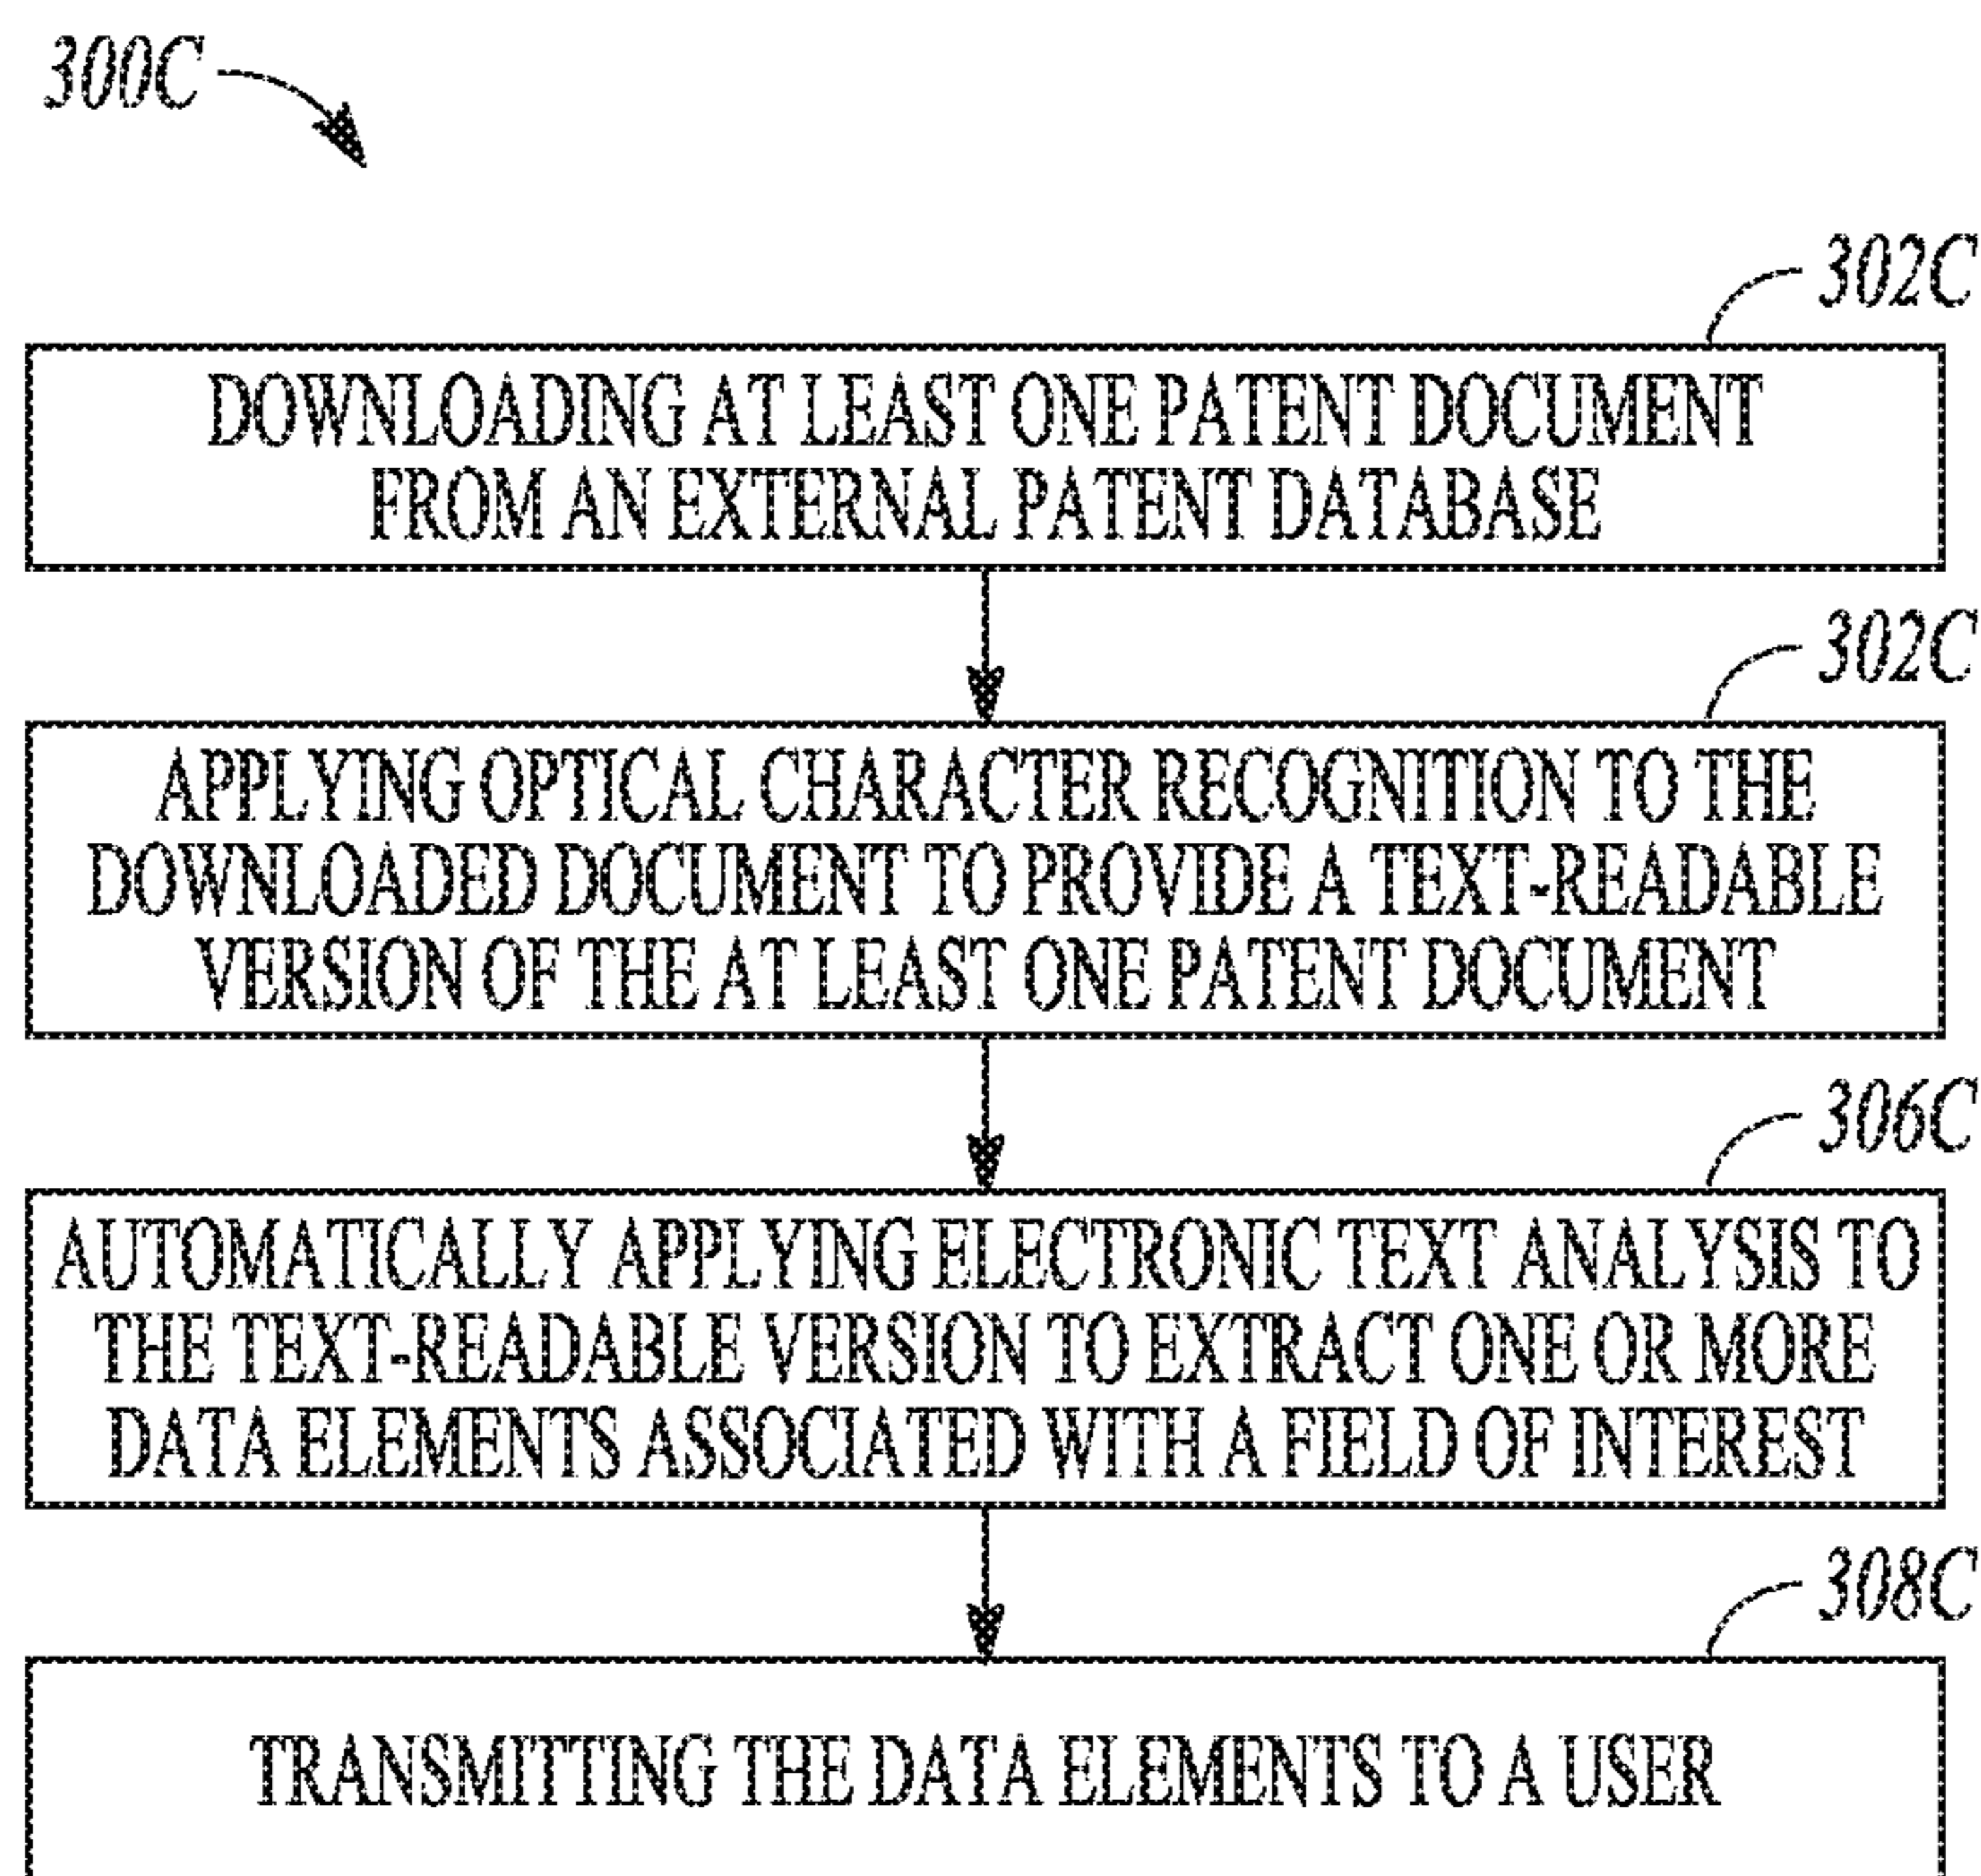 300C
302C
DOWNLOADING AT LEAST ONE PATENT DOCUMENT
FROM AN EXTERNAL PATENT DATABASE
302C
APPLYING OPTICAL CHARACTER RECOGNITION TO THE
DOWNLOADED DOCUMENT TO PROVIDE A TEXT-READABLE
VERSION OF THE AT LEAST ONE PATENT DOCUMENT
306C
AUTOMATICALLY APPLYING ELECTRONIC TEXT ANALYSIS TO
THE TEXT-READABLE VERSION TO EXTRACT ONE OR MORE
DATA ELEMENTS ASSOCIATED WITH A FIELD OF INTEREST
308C
TRANSMITTING THE DATA ELEMENTS TO A USER